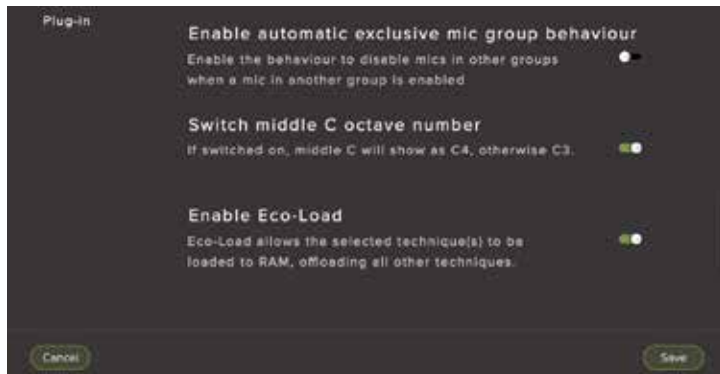 Plug-in
Enable automatic exclusive mic group behaviour
Enable the behaviour to disable mics in other groups
when a mic in another group is enabled
Switch middle C octave number
If switched on, middle C will show as C4, otherwise C3.
Enable Eco-Load
Eco-Load allows the selected technique(s) to be
loaded to RAM, offloading all other techniques.
Cancel
Save